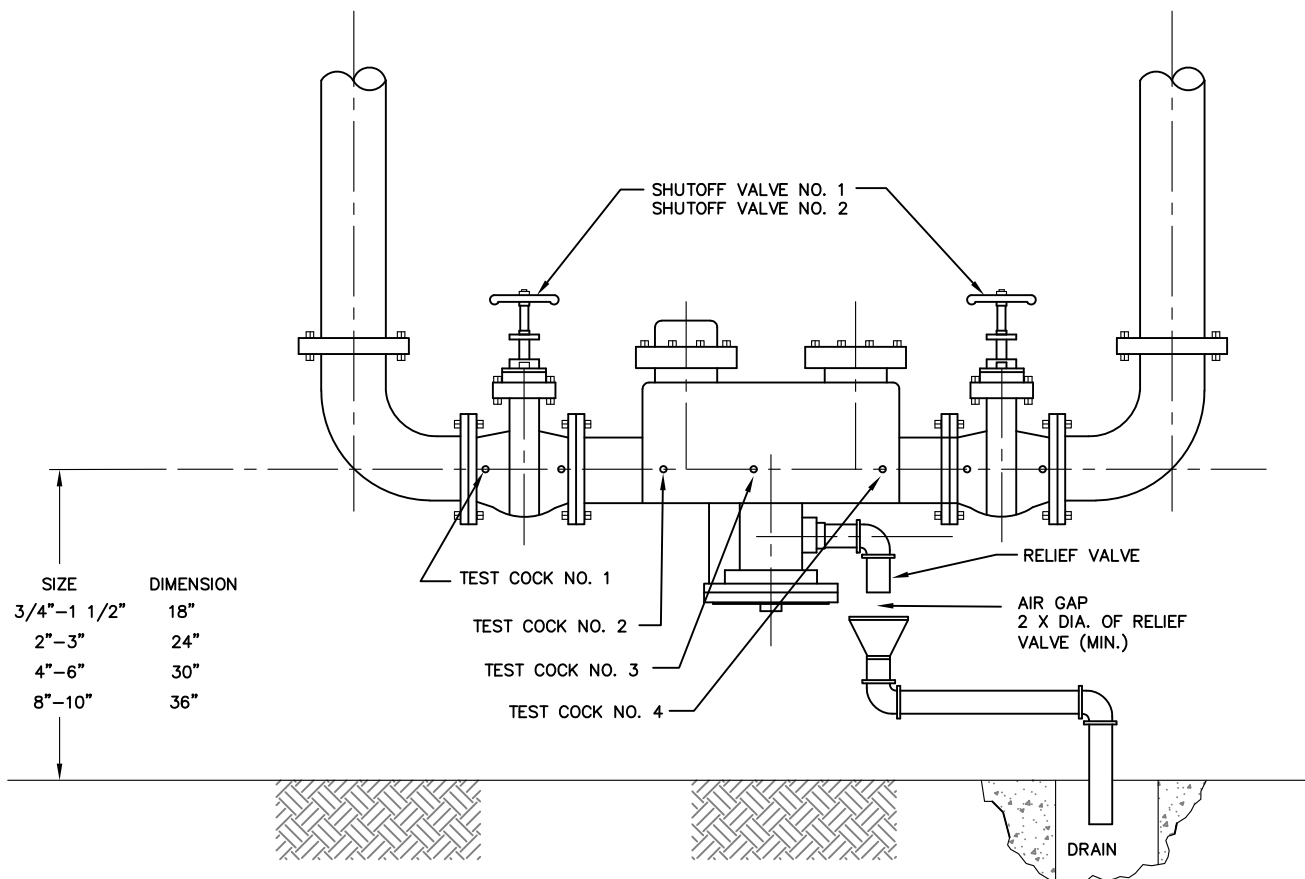 SHUTOFF VALVE NO. 1
SHUTOFF VALVE NO. 2
RELIEF VALVE
TEST COCK NO. 1
SIZE DIMENSION
3/4”–1 1/2” 18”
2”–3” 24”
4”–6” 30”
8”–10” 36”
AIR GAP
2 X DIA. OF RELIEF
VALVE (MIN.)
TEST COCK NO. 2
TEST COCK NO. 3
TEST COCK NO. 4
DRAIN